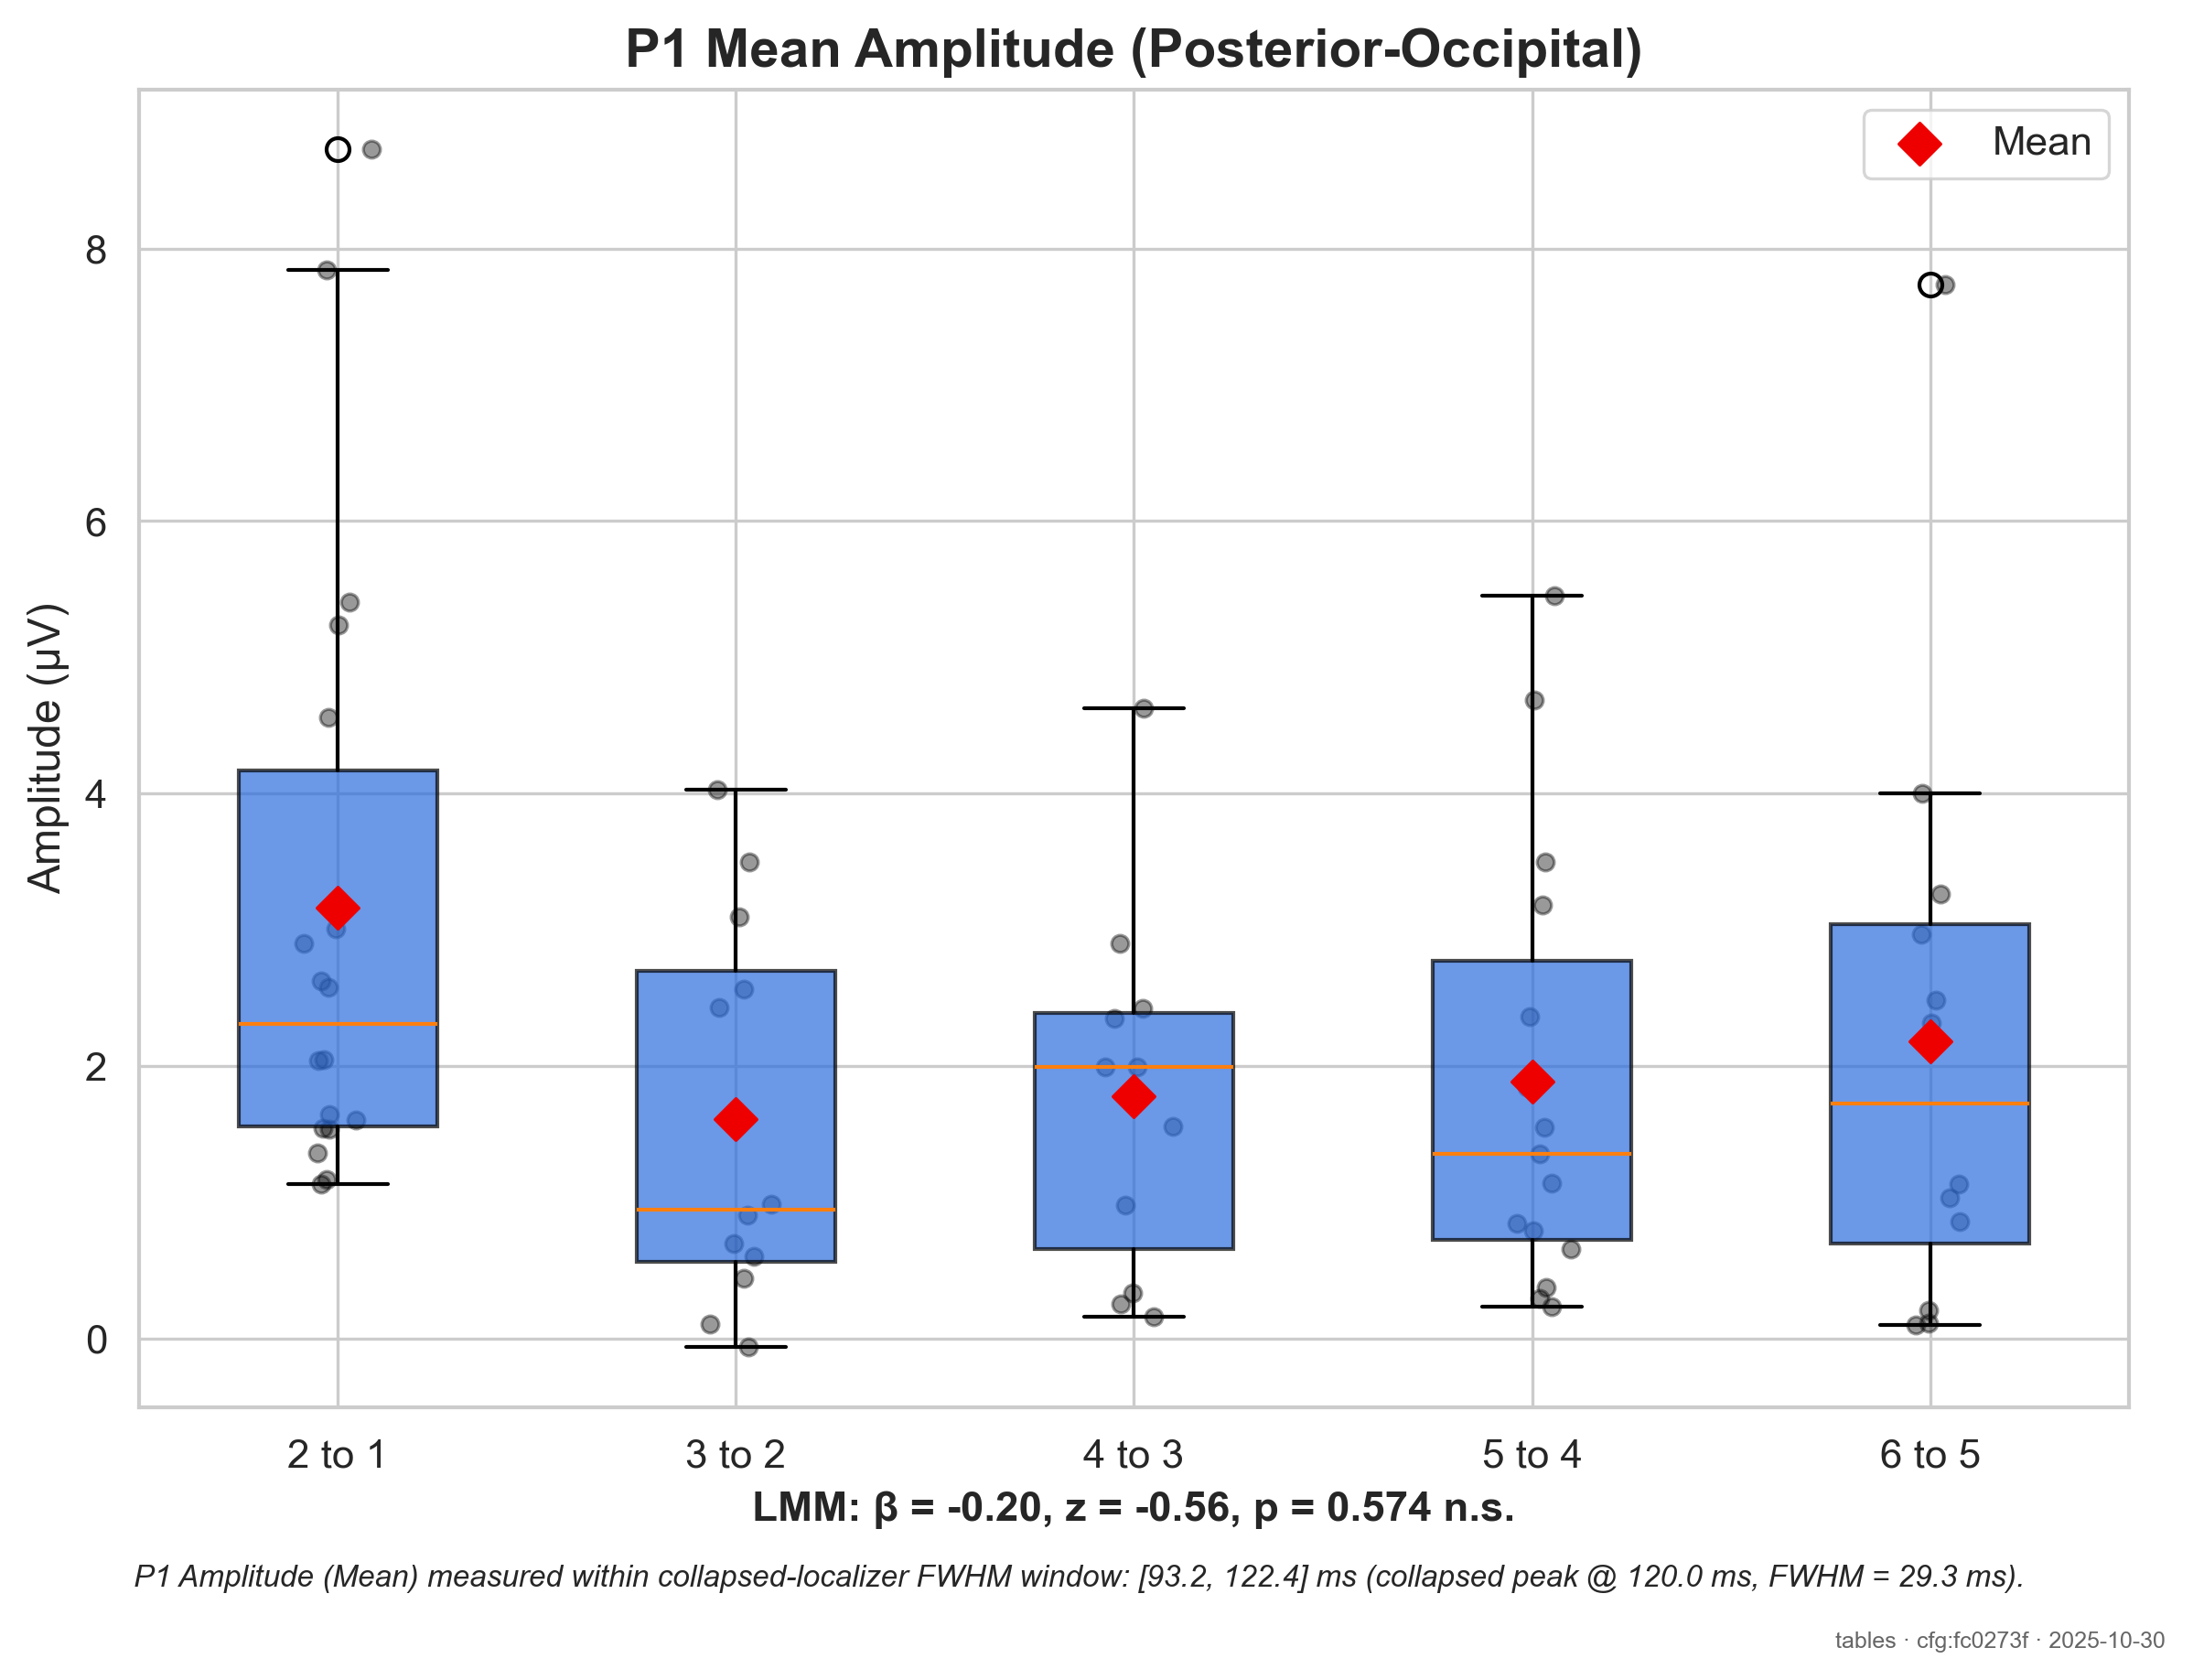 P1 Mean Amplitude (Posterior-Occipital)
Mean
8
6
4
2
0
Amplitude (µV)
2 to 1
3 to 2
4 to 3
5 to 4
6 to 5
LMM: β = -0.20, z = -0.56, p = 0.574 n.s.
P1 Amplitude (Mean) measured within collapsed-localizer FWHM window: [93.2, 122.4] ms (collapsed peak @ 120.0 ms, FWHM = 29.3 ms).
tables · cfg:fc0273f · 2025-10-30